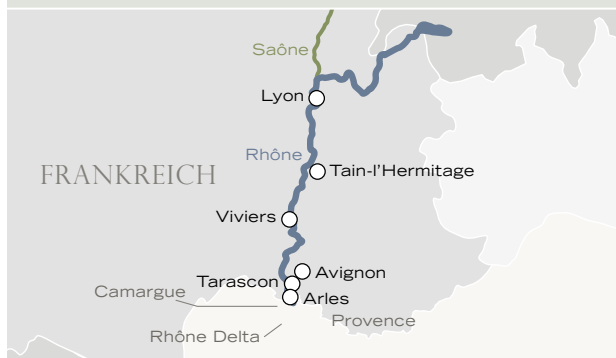 Saône
Lyon
Rhône
Tain-l’Hermitage
FRANKREICH
Viviers
Avignon
Tarascon
Camargue
Arles
Provence
Rhône Delta